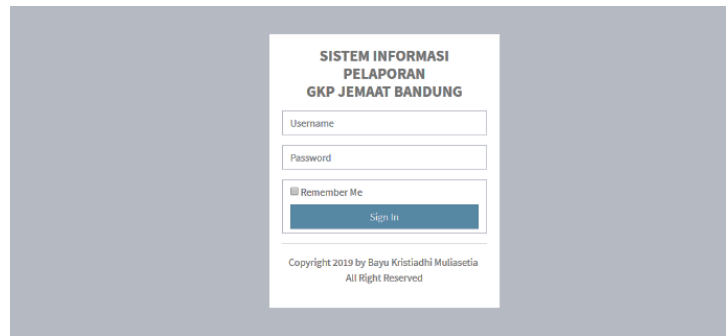 SISTEM INFORMASI
PELAPORAN
GKP JEMAAT BANDUNG
Username
Password
Remember Me
Sign In
Copyright 2019 by Bayu Kristiadhi Muliasetia
All Right Reserved